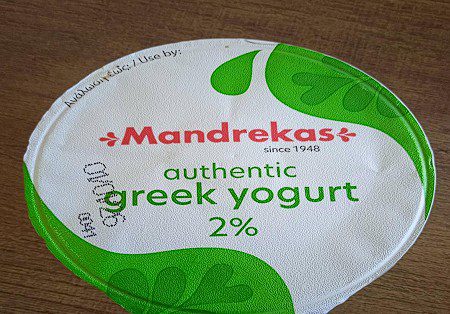 Ανάλωση έως: / Use by:
Mandrekas
since 1948
authentic
greek yogurt
2%